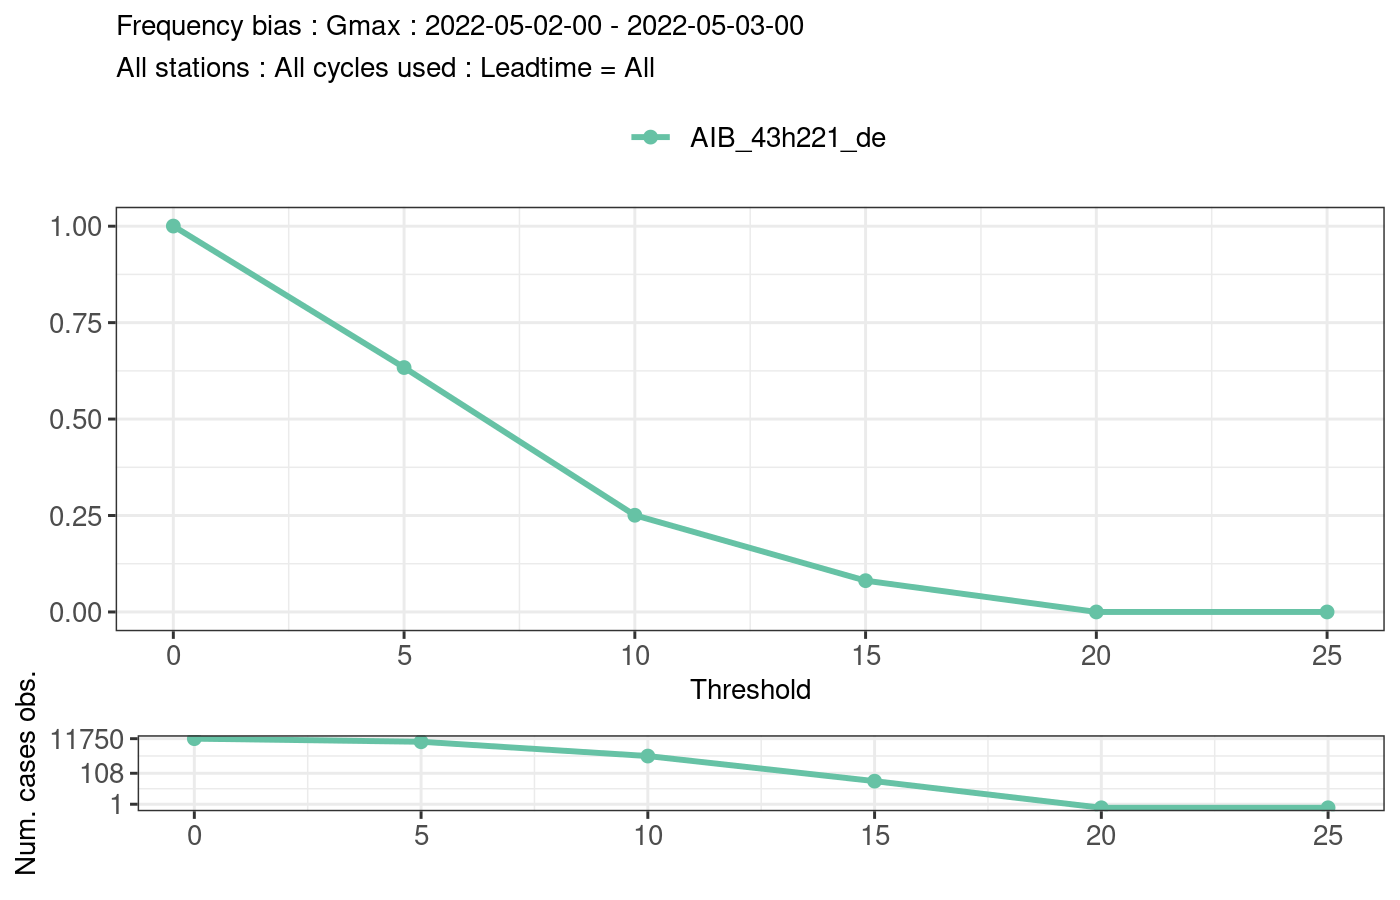 Frequency bias : Gmax : 2022-05-02-00 - 2022-05-03-00
All stations : All cycles used : Leadtime = All
AIB_43h221_de
1.00
0.75
0.50
0.25
0.00
0 5 10 15 20 25
Threshold
Num. cases obs.
11750
108
1
0 5 10 15 20 25